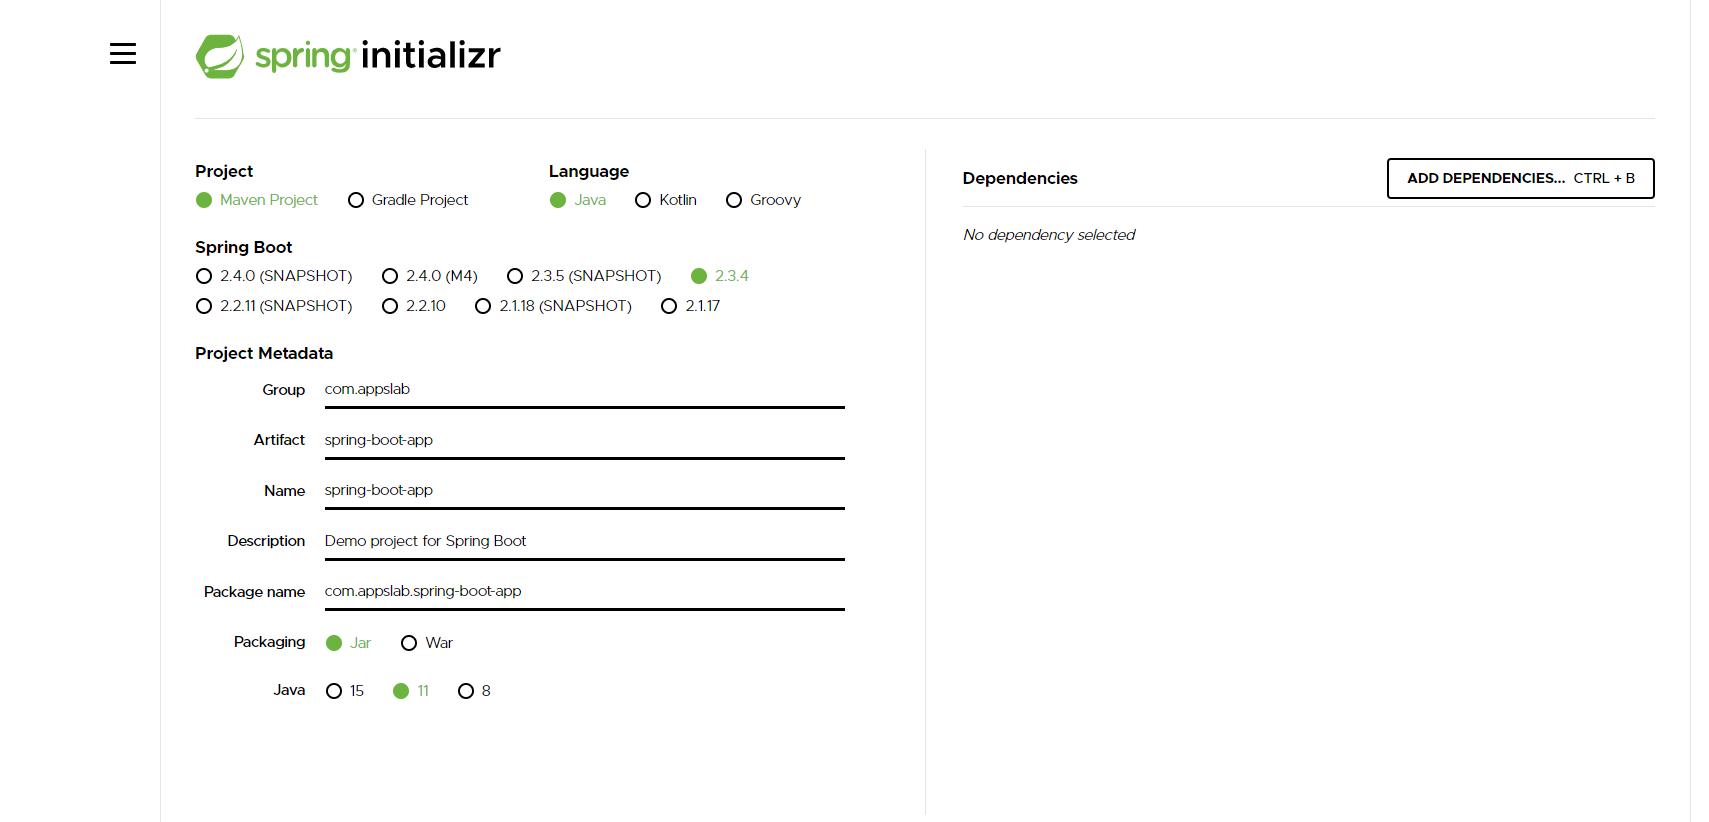 spring initializr
Project
Maven Project Gradle Project
Language
Java Kotlin Groovy
Spring Boot
2.4.0 (SNAPSHOT) 2.4.0 (M4) 2.3.5 (SNAPSHOT) 2.3.4
2.2.11 (SNAPSHOT) 2.2.10 2.1.18 (SNAPSHOT) 2.1.17
Project Metadata
Group com.appslab
Artifact spring-boot-app
Name spring-boot-app
Description Demo project for Spring Boot
Package name com.appslab.spring-boot-app
Packaging Jar War
Java 15 11 8
Dependencies
ADD DEPENDENCIES... CTRL + B
No dependency selected